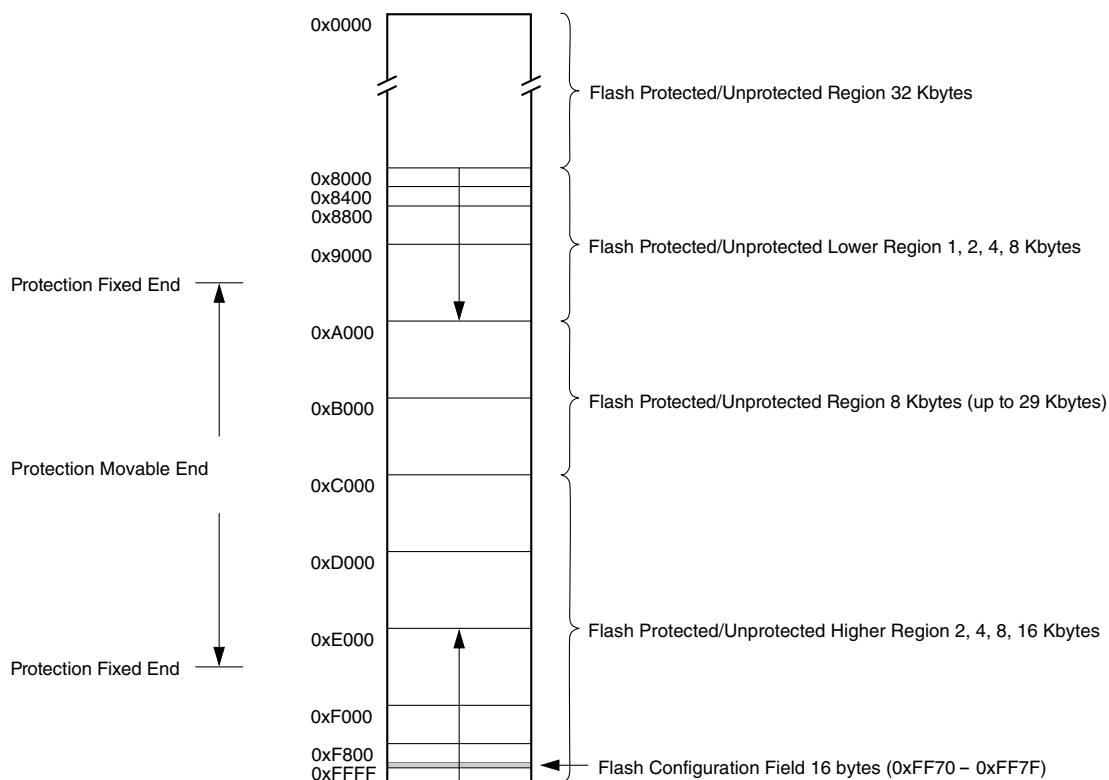 0x0000
Flash Protected/Unprotected Region 32 Kbytes
0x8000
0x8400
0x8800
Flash Protected/Unprotected Lower Region 1, 2, 4, 8 Kbytes
0x9000
Protection Fixed End
0xA000
Flash Protected/Unprotected Region 8 Kbytes (up to 29 Kbytes)
0xB000
Protection Movable End
0xC000
0xD000
Flash Protected/Unprotected Higher Region 2, 4, 8, 16 Kbytes
0xE000
Protection Fixed End
0xF000
0xF800
Flash Configuration Field 16 bytes (0xFF70 – 0xFF7F)
0xFFFF